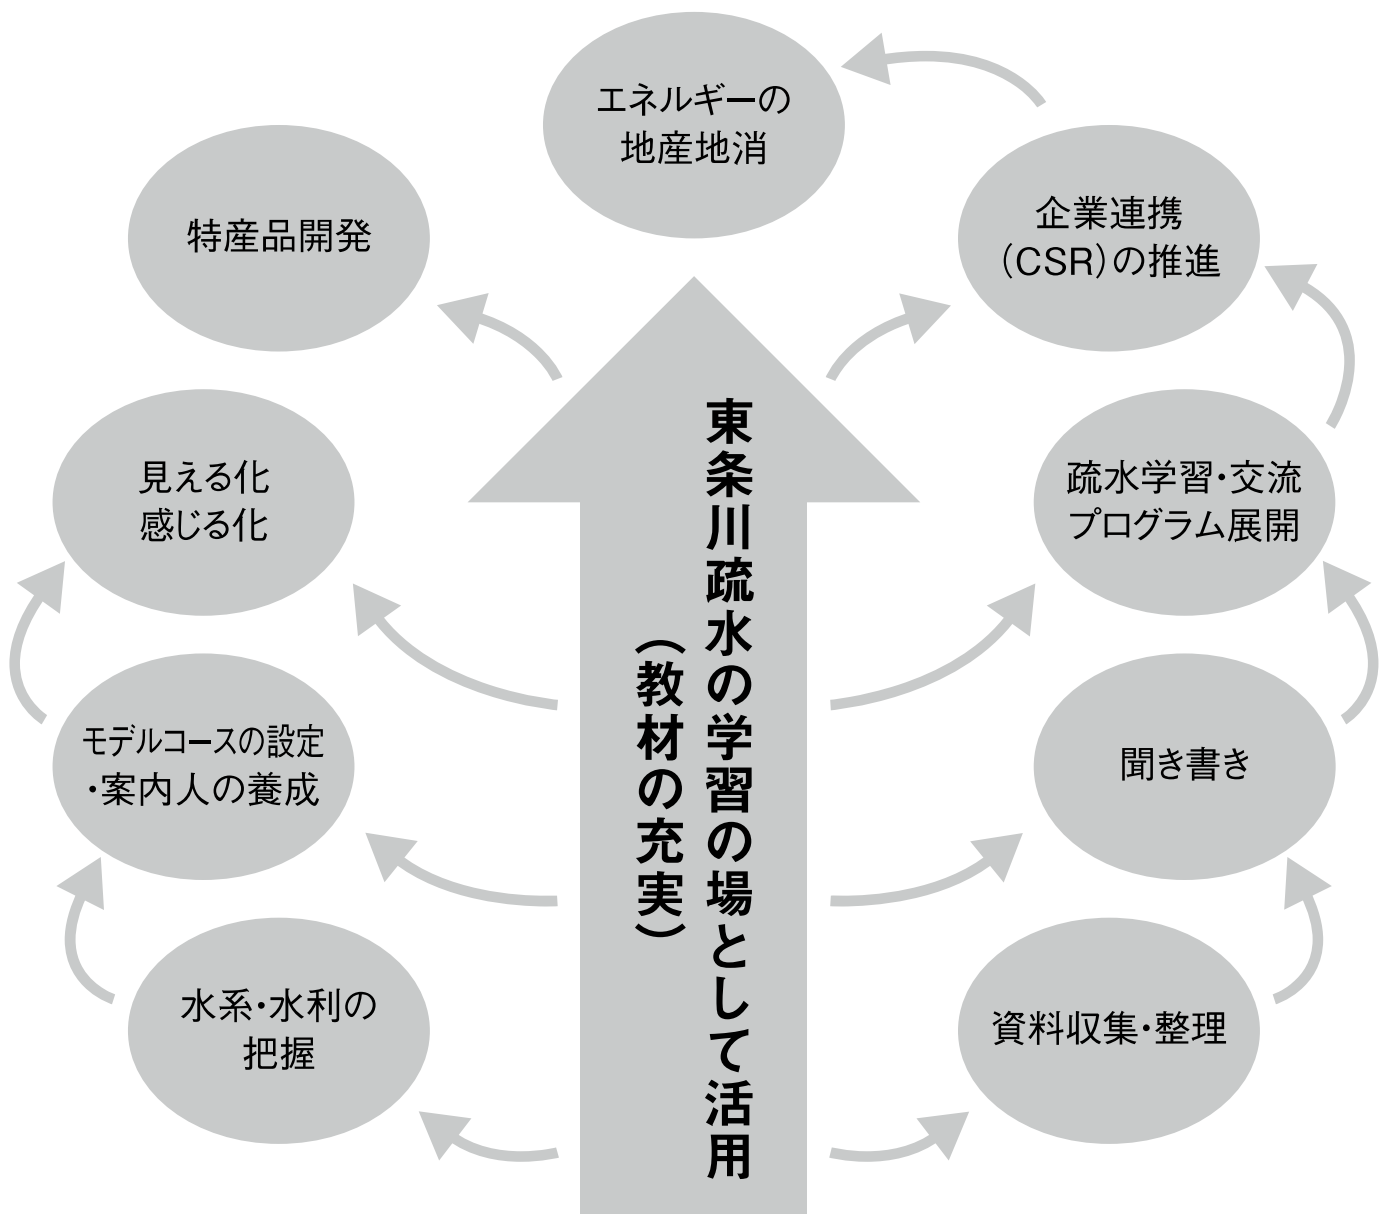 エネルギーの
地産地消
特産品開発
企業連携
（CSR）の推進
見える化
感じる化
疏水学習・交流
プログラム展開
東条川疏水の学習の場として活用
（教材の充実）
モデルコースの設定
・案内人の養成
聞き書き
水系・水利の
把握
資料収集・整理